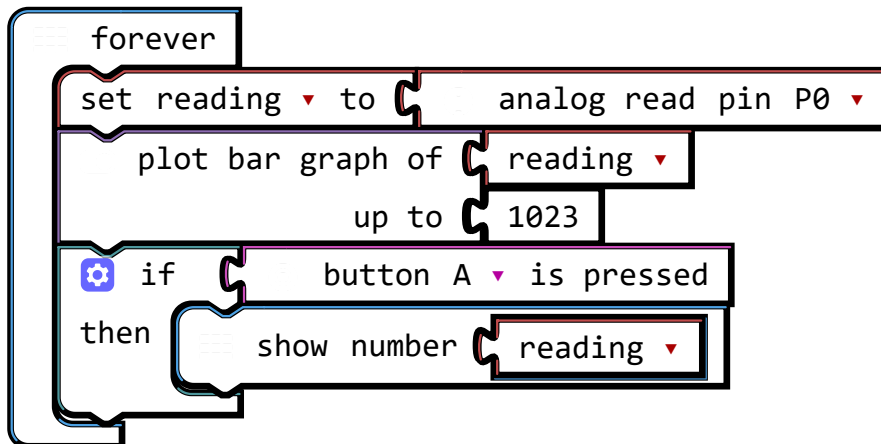 forever
set reading ▾ to analog read pin P0 ▾
plot bar graph of reading ▾
up to 1023
if button A ▾ is pressed
then
show number reading ▾